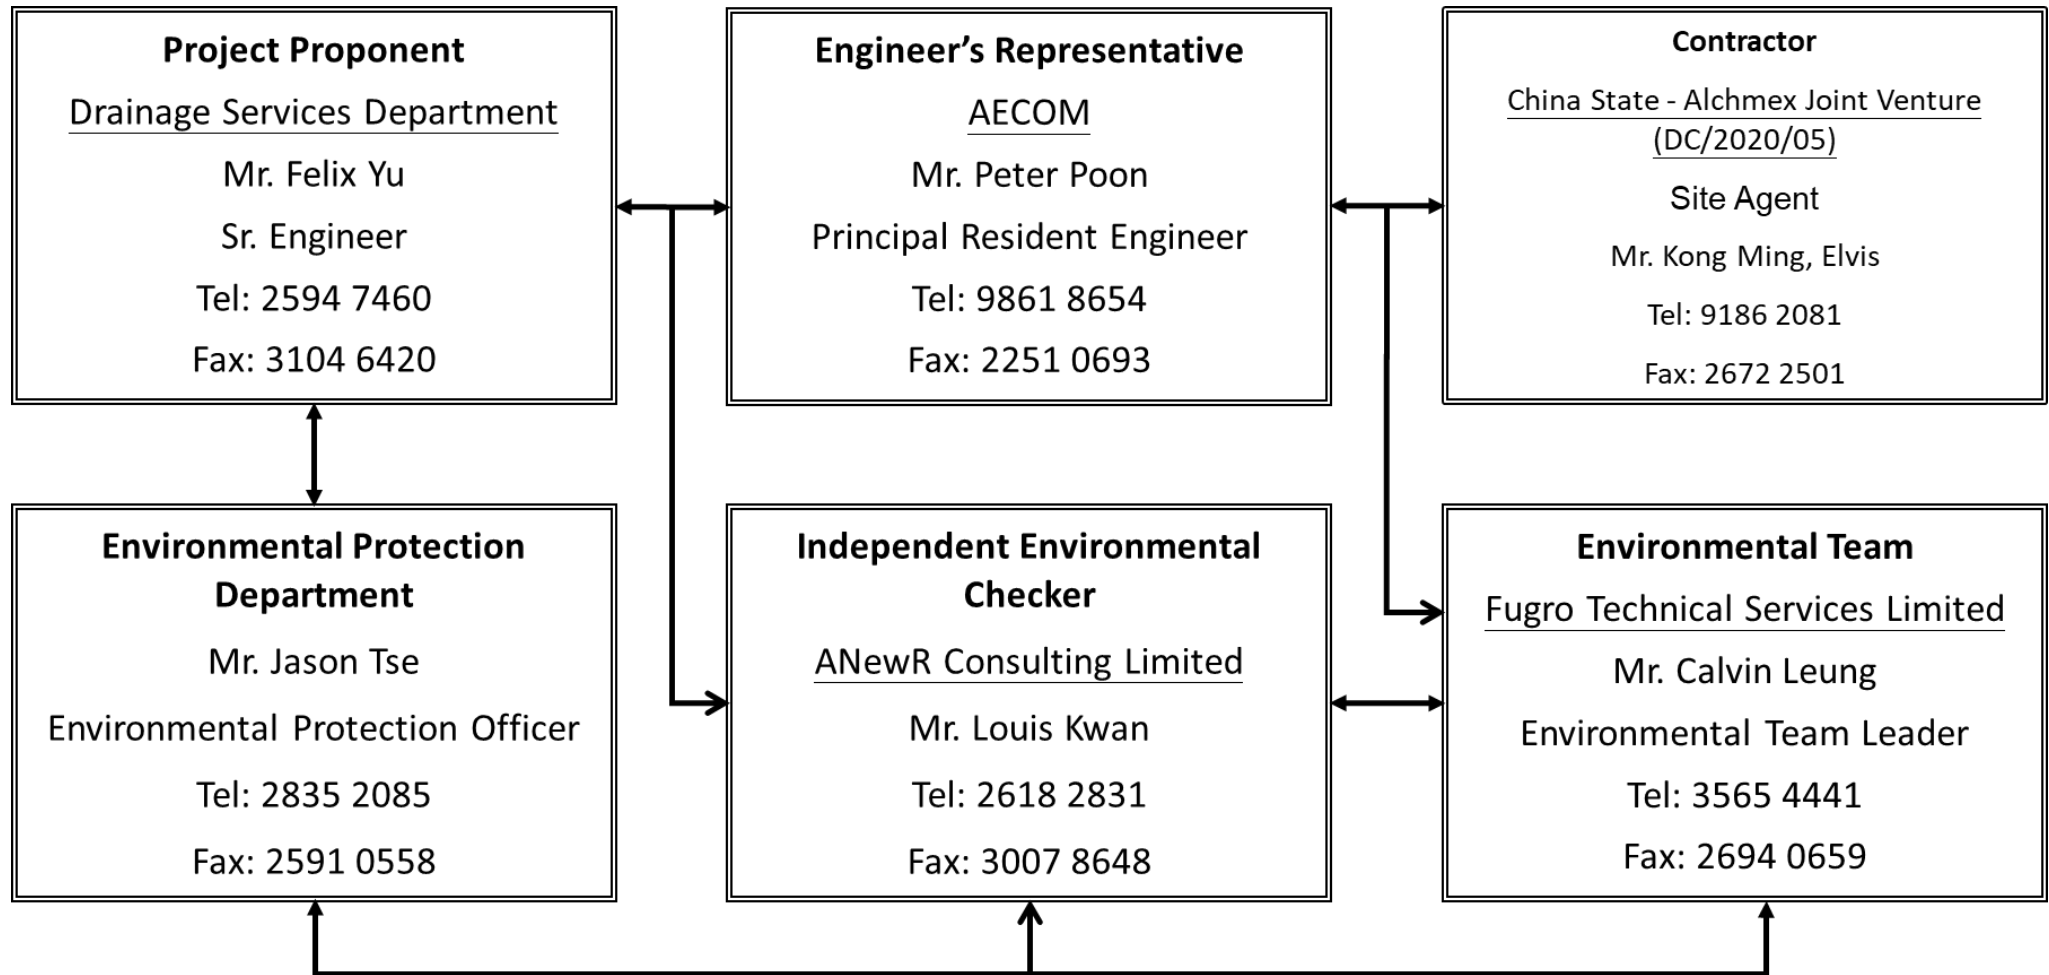 Project Proponent
Drainage Services Department
Mr. Felix Yu
Sr. Engineer
Tel: 2594 7460
Fax: 3104 6420
Engineer’s Representative
AECOM
Mr. Peter Poon
Principal Resident Engineer
Tel: 9861 8654
Fax: 2251 0693
Contractor
China State - Alchmex Joint Venture
(DC/2020/05)
Site Agent
Mr. Kong Ming, Elvis
Tel: 9186 2081
Fax: 2672 2501
Environmental Protection
Department
Mr. Jason Tse
Environmental Protection Officer
Tel: 2835 2085
Fax: 2591 0558
Independent Environmental
Checker
ANewR Consulting Limited
Mr. Louis Kwan
Tel: 2618 2831
Fax: 3007 8648
Environmental Team
Fugro Technical Services Limited
Mr. Calvin Leung
Environmental Team Leader
Tel: 3565 4441
Fax: 2694 0659